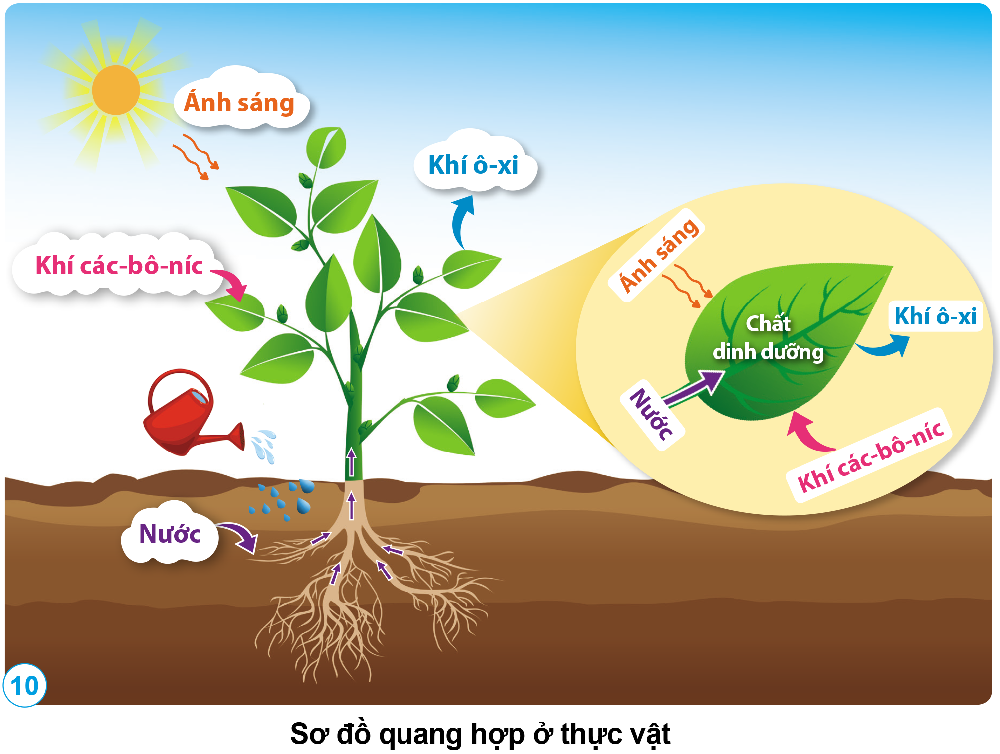 Ánh sáng
Khí ô-xi
Khí các-bô-níc
Nước
Ánh sáng
Chất
dinh dưỡng
Khí ô-xi
Nước
Khí các-bô-níc
10
Sơ đồ quang hợp ở thực vật